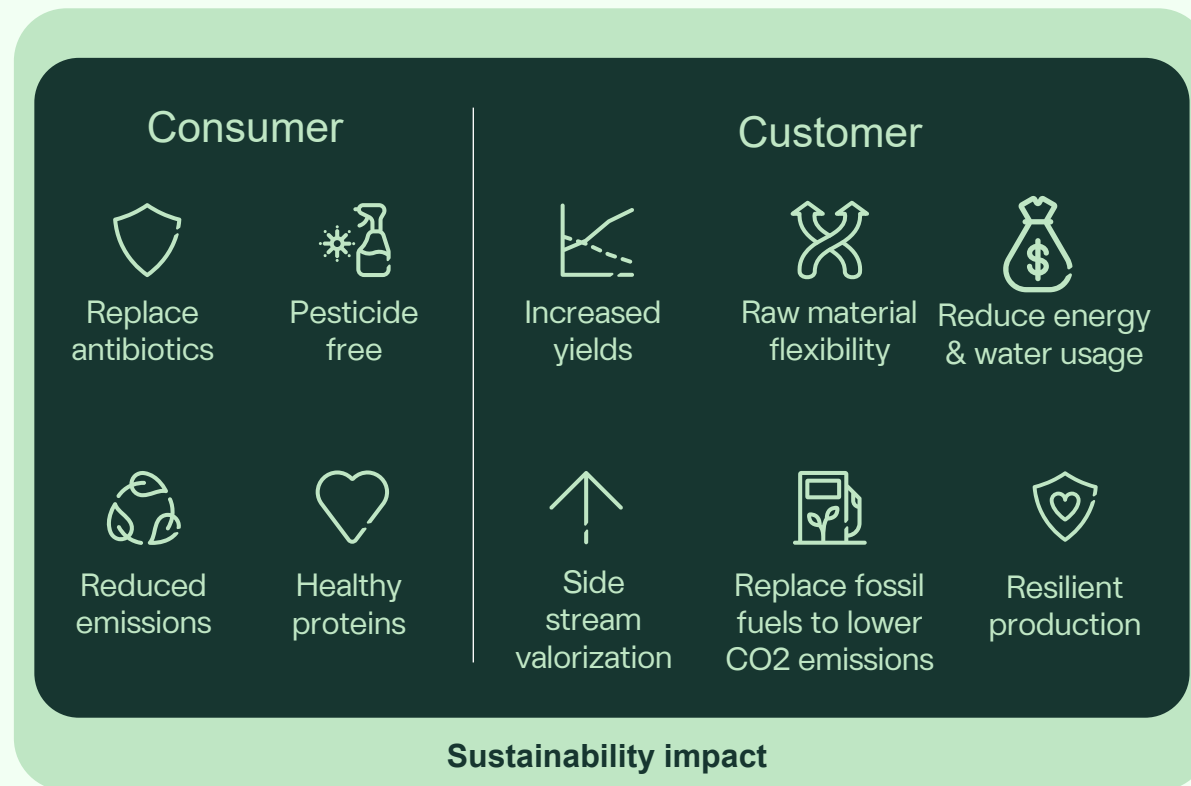 Consumer
Replace
antibiotics
Pesticide
free
Reduced
emissions
Healthy
proteins
Customer
Increased
yields
Raw material
flexibility
Reduce energy
& water usage
Side
stream
valorization
Replace fossil
fuels to lower
CO2 emissions
Resilient
production
Sustainability impact